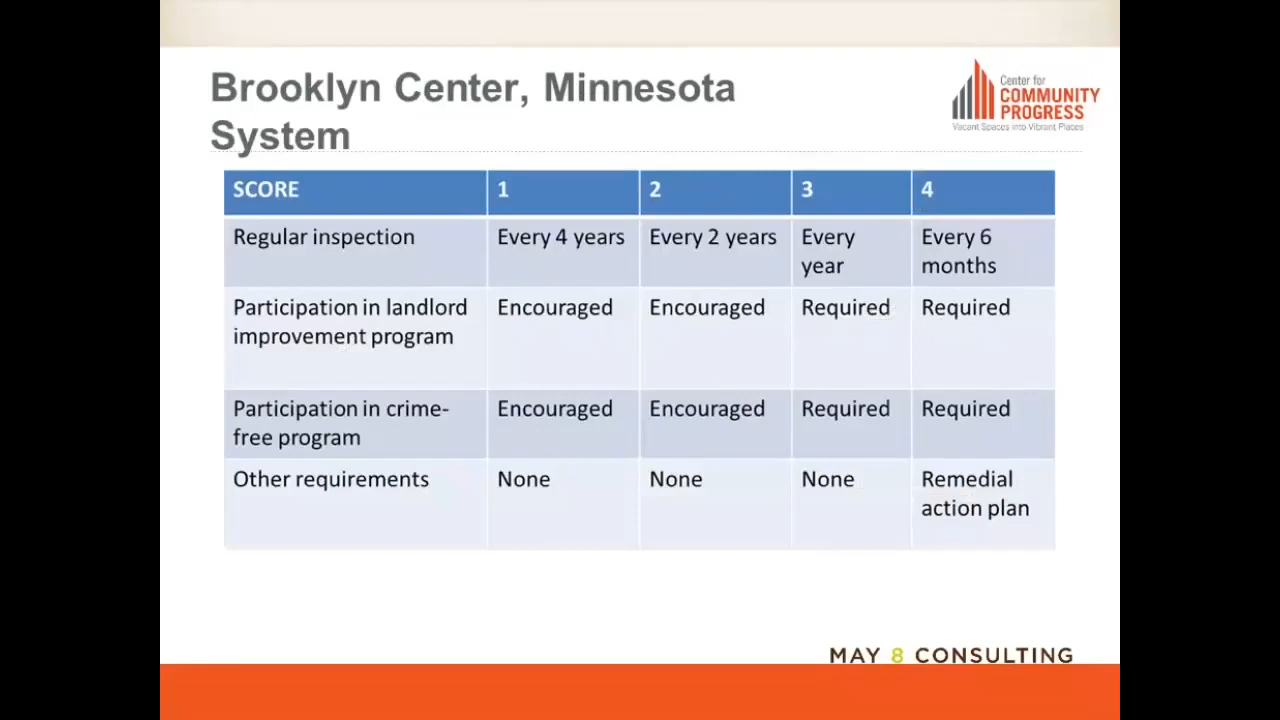 Brooklyn Center, Minnesota
System
Center for
COMMUNITY
PROGRESS
Vacant Spaces into Vibrant Places
SCORE 1 2 3 4
Regular inspection Every 4 years Every 2 years Every Every 6
year months
Participation in landlord Encouraged Encouraged Required Required
improvement program
Participation in crime- Encouraged Encouraged Required Required
free program
Other requirements None None None Remedial
action plan
MAY 8 CONSULTING